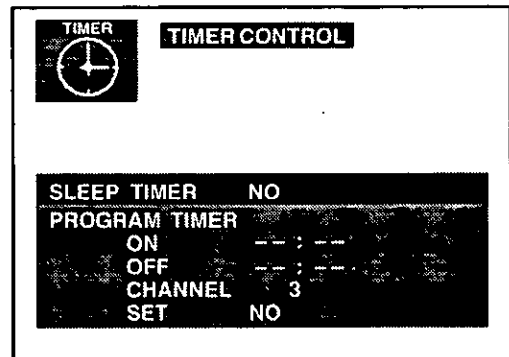 TIMER
TIMER CONTROL
SLEEP TIMER NO
PROGRAM TIMER
ON --:--
OFF --:--
CHANNEL 3
SET NO